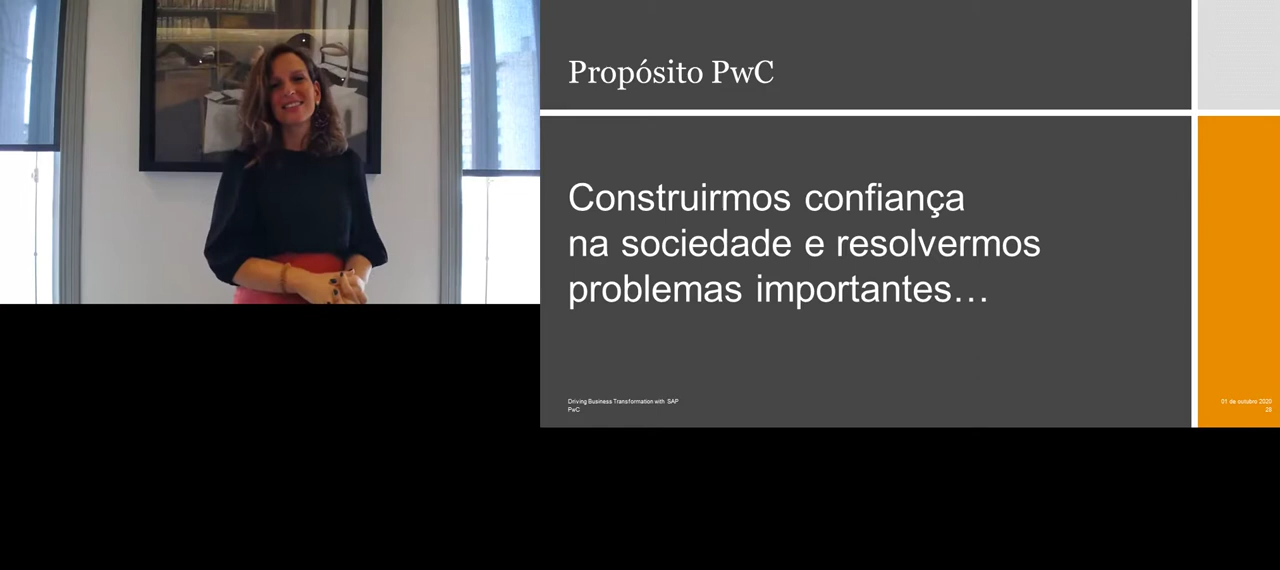 Propósito PwC
Construirmos confiança
na sociedade e resolvermos
problemas importantes…
Driving Business Transformation with SAP
PwC
01 de outubro 2020
28